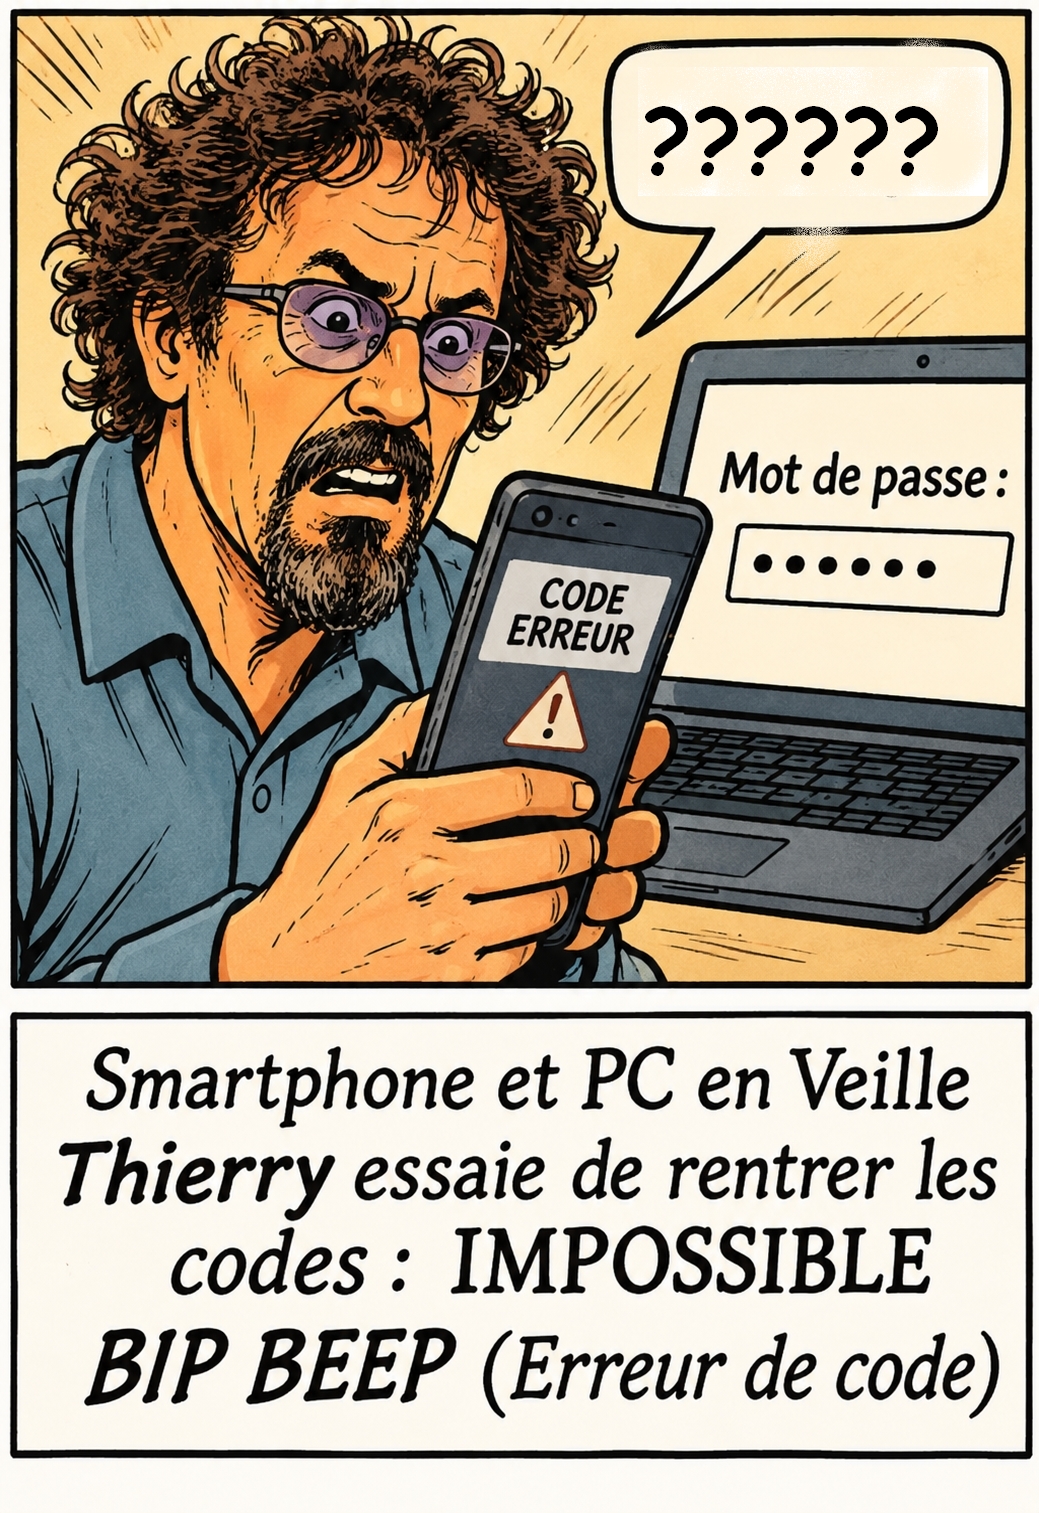 ??????
Mot de passe :
••••••
CODE
ERREUR
!
Smartphone et PC en Veille
Thierry essaie de rentrer les
codes : IMPOSSIBLE
BIP BEEP (Erreur de code)